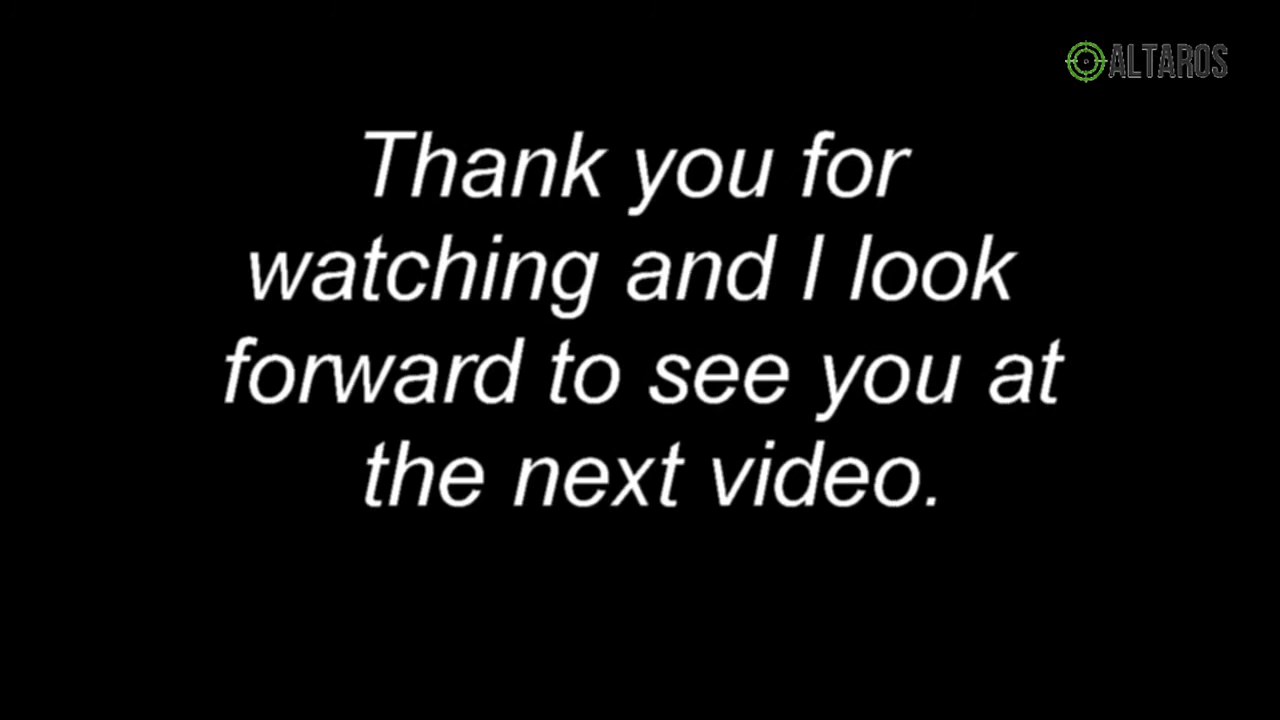 ALTAROS
Thank you for
watching and I look
forward to see you at
the next video.